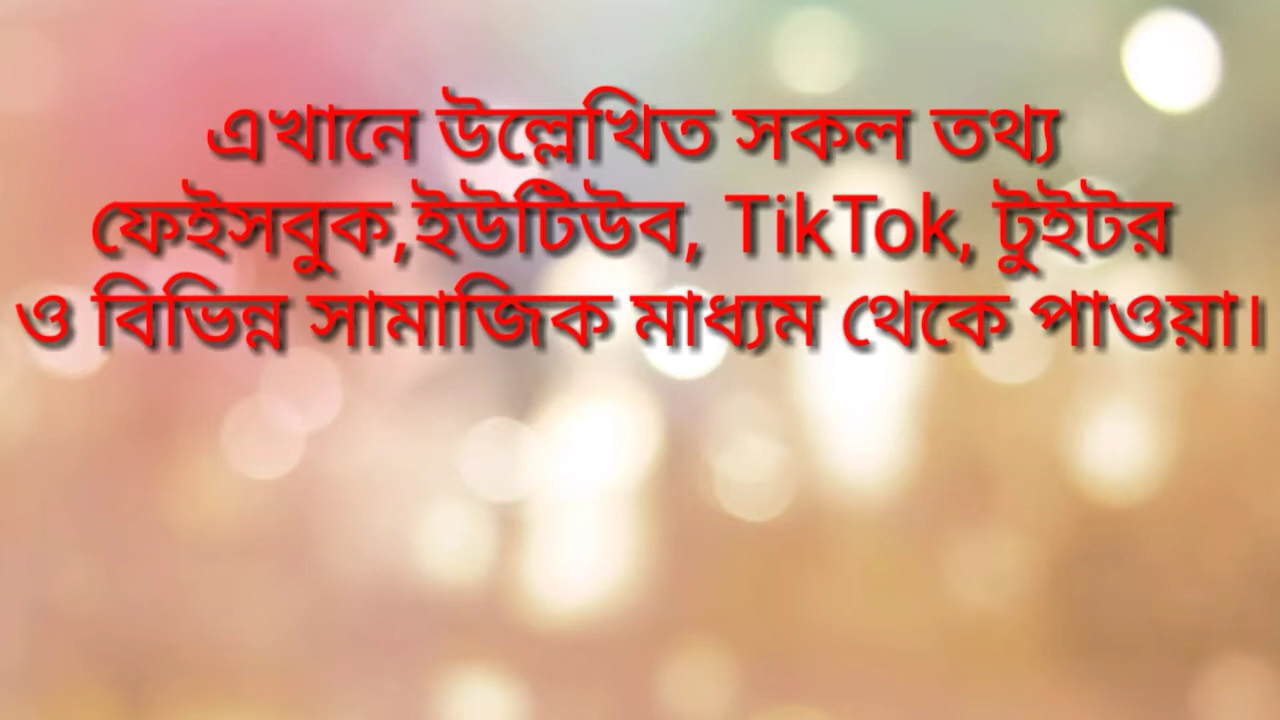 এখানে উল্লেখিত সকল তথ্য
ফেইসবুক,ইউটিউব, TikTok, টুইটর
ও বিভিন্ন সামাজিক মাধ্যম থেকে পাওয়া।